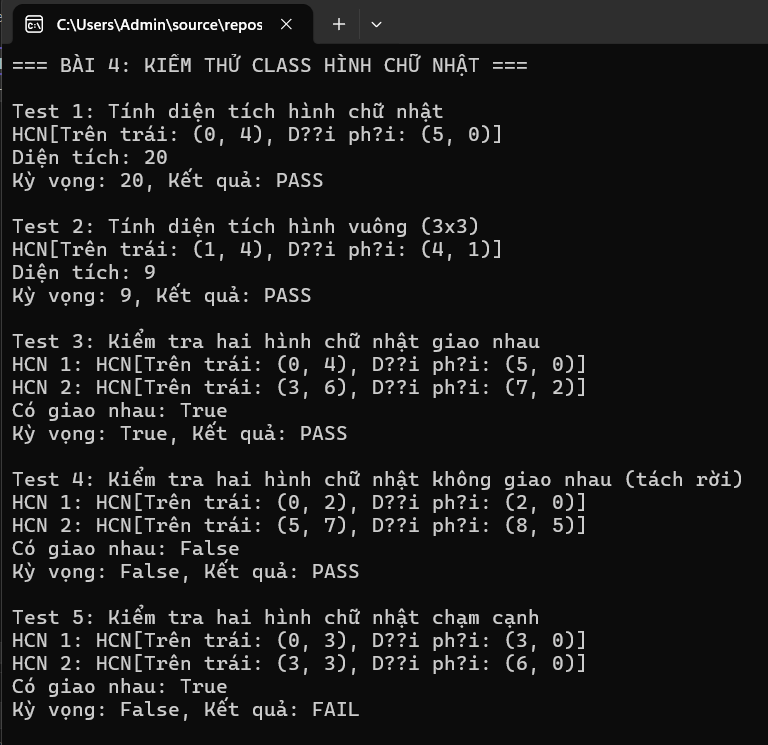 C:\Users\Admin\source\repos
=== BÀI 4: KIỂM THỬ CLASS HÌNH CHỮ NHẬT ===
Test 1: Tính diện tích hình chữ nhật
HCN[Trên trái: (0, 4), D??i ph?i: (5, 0)]
Diện tích: 20
Kỳ vọng: 20, Kết quả: PASS
Test 2: Tính diện tích hình vuông (3x3)
HCN[Trên trái: (1, 4), D??i ph?i: (4, 1)]
Diện tích: 9
Kỳ vọng: 9, Kết quả: PASS
Test 3: Kiểm tra hai hình chữ nhật giao nhau
HCN 1: HCN[Trên trái: (0, 4), D??i ph?i: (5, 0)]
HCN 2: HCN[Trên trái: (3, 6), D??i ph?i: (7, 2)]
Có giao nhau: True
Kỳ vọng: True, Kết quả: PASS
Test 4: Kiểm tra hai hình chữ nhật không giao nhau (tách rời)
HCN 1: HCN[Trên trái: (0, 2), D??i ph?i: (2, 0)]
HCN 2: HCN[Trên trái: (5, 7), D??i ph?i: (8, 5)]
Có giao nhau: False
Kỳ vọng: False, Kết quả: PASS
Test 5: Kiểm tra hai hình chữ nhật chạm cạnh
HCN 1: HCN[Trên trái: (0, 3), D??i ph?i: (3, 0)]
HCN 2: HCN[Trên trái: (3, 3), D??i ph?i: (6, 0)]
Có giao nhau: True
Kỳ vọng: False, Kết quả: FAIL